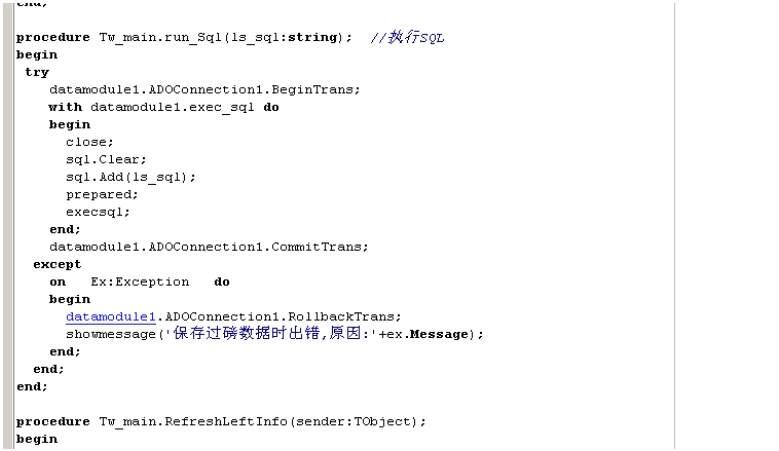 end;
procedure Tw_main.run_Sql(ls_sql:string);  //执行SQL
begin
 try
    datamodule1.ADOConnection1.BeginTrans;
    with datamodule1.exec_sql do
    begin
      close;
      sql.Clear;
      sql.Add(ls_sql);
      prepared;
      execsql;
    end;
    datamodule1.ADOConnection1.CommitTrans;
  except
    on   Ex:Exception   do
    begin
      datamodule1.ADOConnection1.RollbackTrans;
      showmessage('保存过磅数据时出错,原因:'+ex.Message);
    end;
  end;
end;
procedure Tw_main.RefreshLeftInfo(sender:TObject);
begin